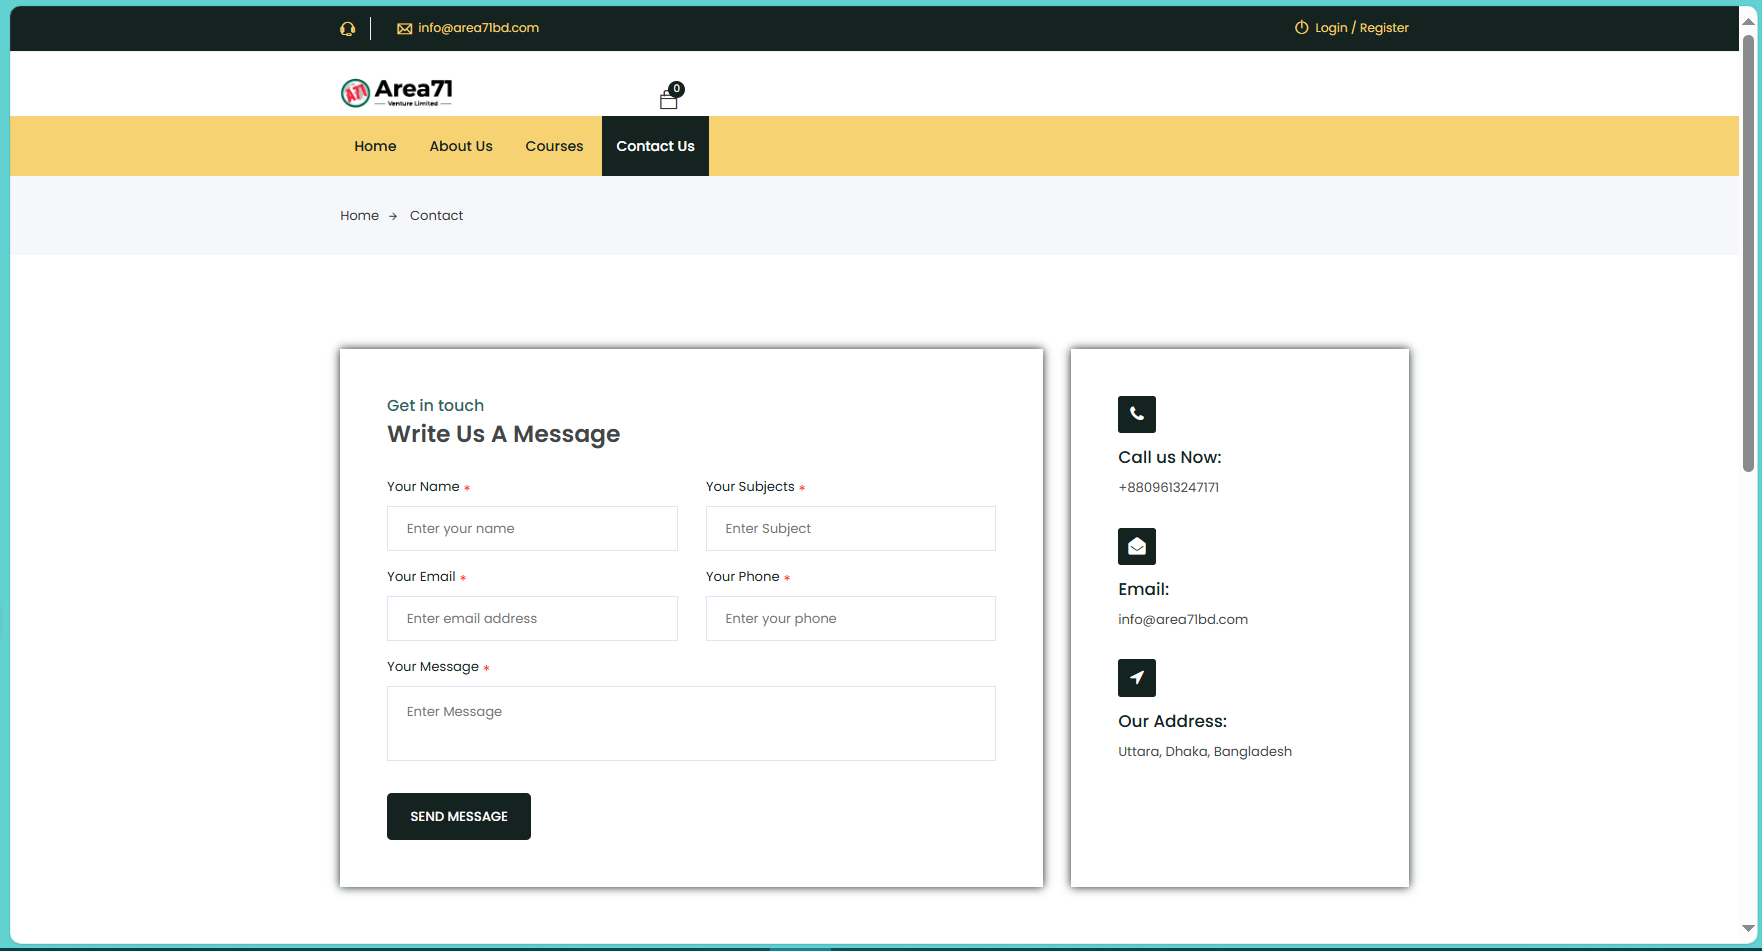 info@area71bd.com
Login / Register
A71 Area71
Venture Limited
0
Home
About Us
Courses
Contact Us
Home → Contact
Get in touch
Write Us A Message
Your Name *
Your Subjects *
Enter your name
Enter Subject
Your Email *
Your Phone *
Enter email address
Enter your phone
Your Message *
Enter Message
SEND MESSAGE
Call us Now:
+8809613247171
Email:
info@area71bd.com
Our Address:
Uttara, Dhaka, Bangladesh